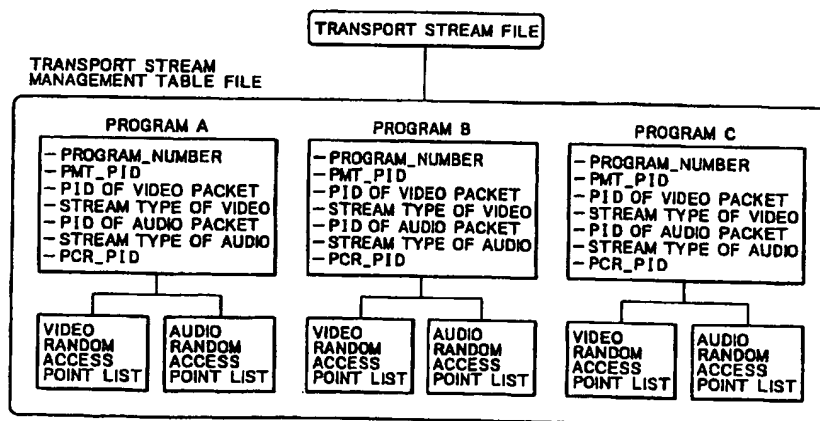 TRANSPORT STREAM FILE
TRANSPORT STREAM
MANAGEMENT TABLE FILE
PROGRAM A
- PROGRAM_NUMBER
- PMT_PID
- PID OF VIDEO PACKET
- STREAM TYPE OF VIDEO
- PID OF AUDIO PACKET
- STREAM TYPE OF AUDIO
- PCR_PID
VIDEO
RANDOM
ACCESS
POINT LIST
AUDIO
RANDOM
ACCESS
POINT LIST
PROGRAM B
- PROGRAM_NUMBER
- PMT_PID
- PID OF VIDEO PACKET
- STREAM TYPE OF VIDEO
- PID OF AUDIO PACKET
- STREAM TYPE OF AUDIO
- PCR_PID
VIDEO
RANDOM
ACCESS
POINT LIST
AUDIO
RANDOM
ACCESS
POINT LIST
PROGRAM C
- PROGRAM_NUMBER
- PMT_PID
- PID OF VIDEO PACKET
- STREAM TYPE OF VIDEO
- PID OF AUDIO PACKET
- STREAM TYPE OF AUDIO
- PCR_PID
VIDEO
RANDOM
ACCESS
POINT LIST
AUDIO
RANDOM
ACCESS
POINT LIST